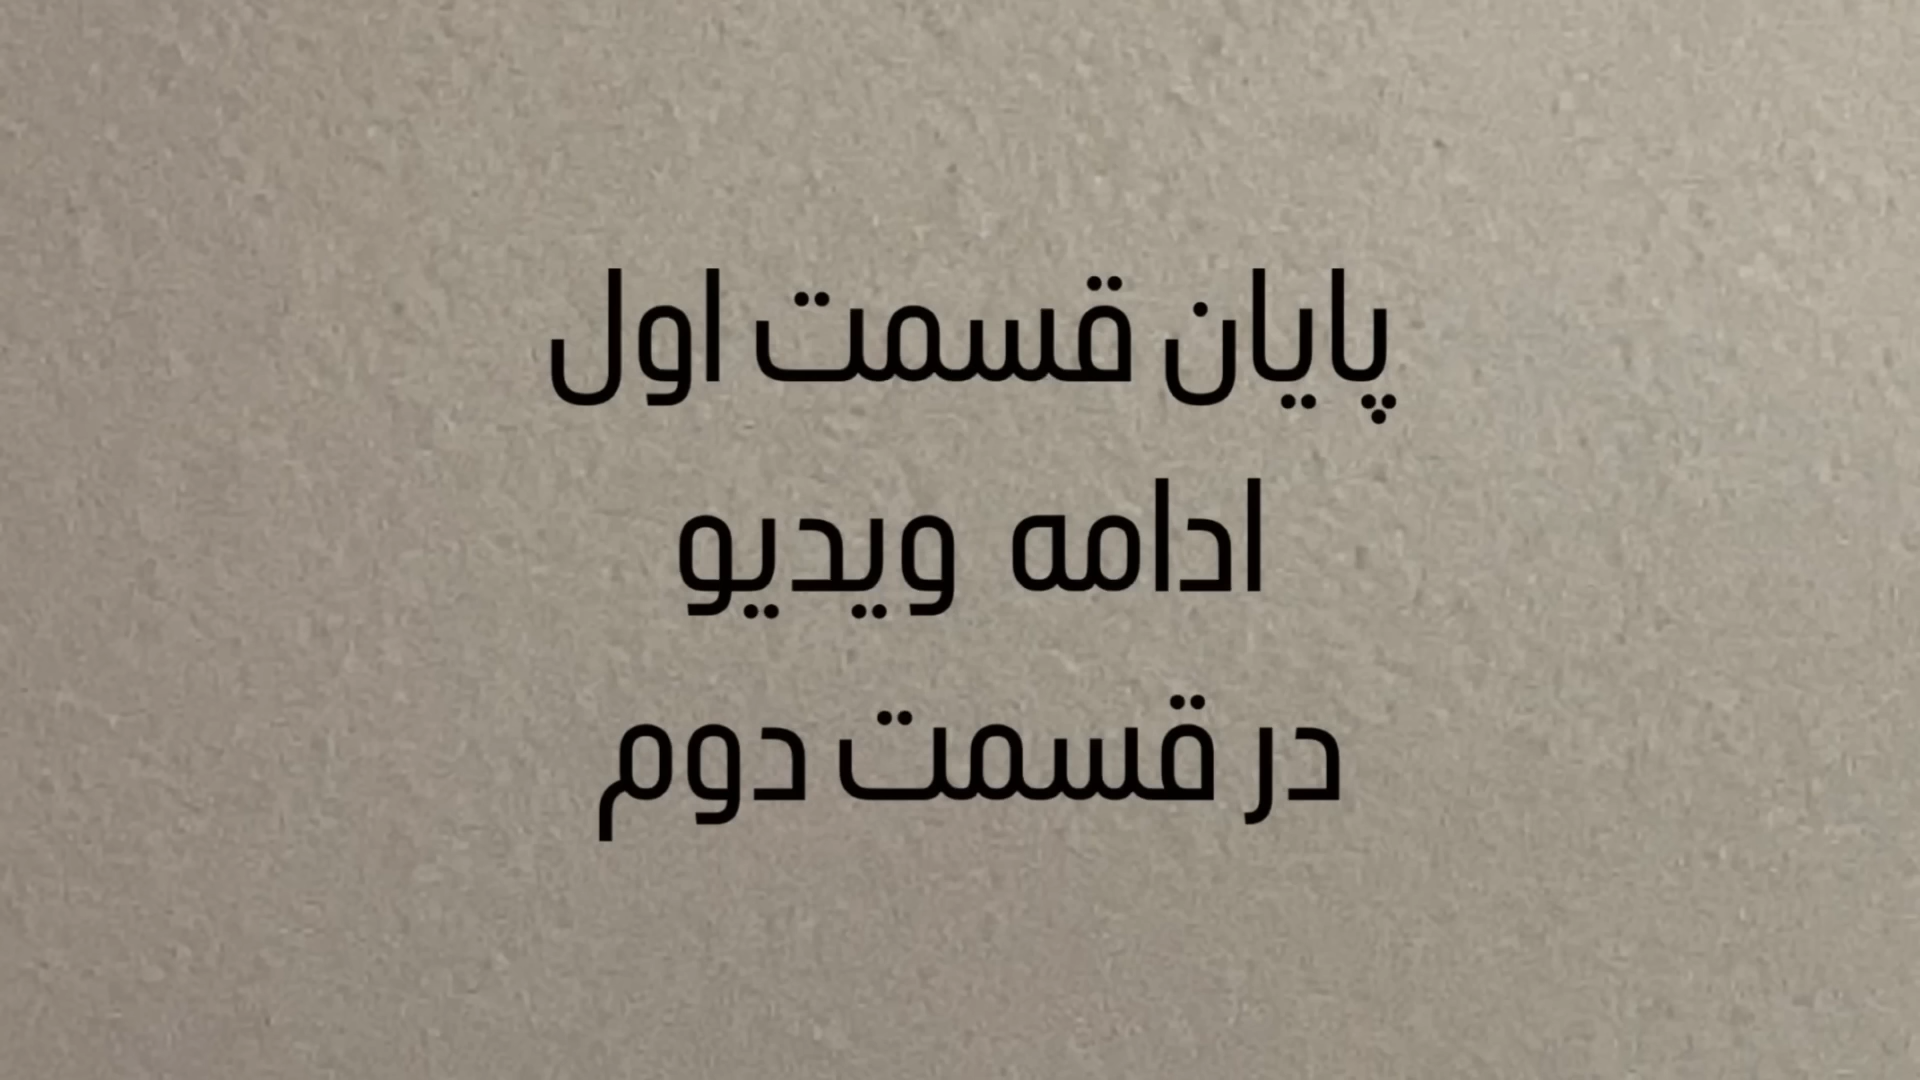 پایان قسمت اول
ادامه ویدیو
در قسمت دوم